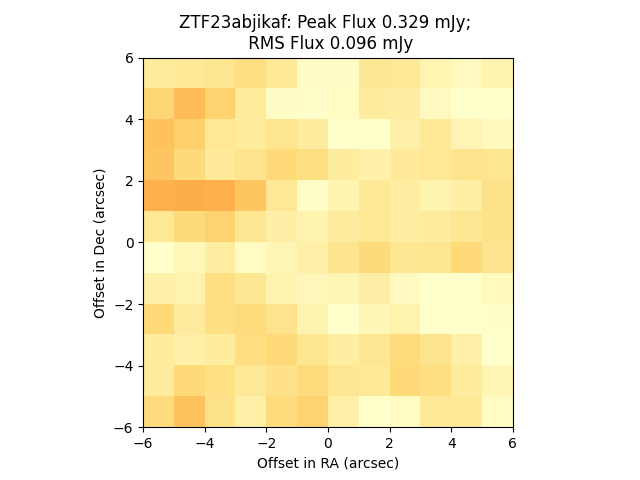 ZTF23abjikaf: Peak Flux 0.329 mJy;
RMS Flux 0.096 mJy
6
4
2
0
−2
−4
−6
Offset in Dec (arcsec)
−6 −4 −2 0 2 4 6
Offset in RA (arcsec)